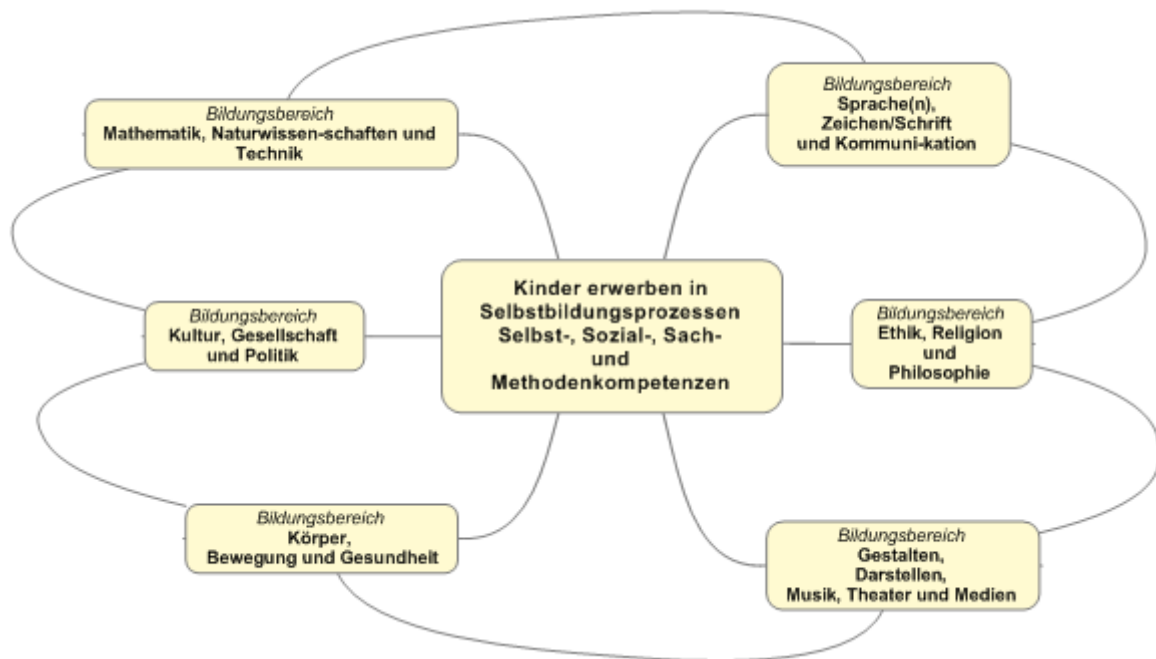 Bildungsbereich
Mathematik, Naturwissen-schaften und
Technik
Bildungsbereich
Sprache(n),
Zeichen/Schrift
und Kommuni-kation
Kinder erwerben in
Selbstbildungsprozessen
Selbst-, Sozial-, Sach-
und
Methodenkompetenzen
Bildungsbereich
Kultur, Gesellschaft
und Politik
Bildungsbereich
Ethik, Religion
und
Philosophie
Bildungsbereich
Körper,
Bewegung und Gesundheit
Bildungsbereich
Gestalten,
Darstellen,
Musik, Theater und Medien